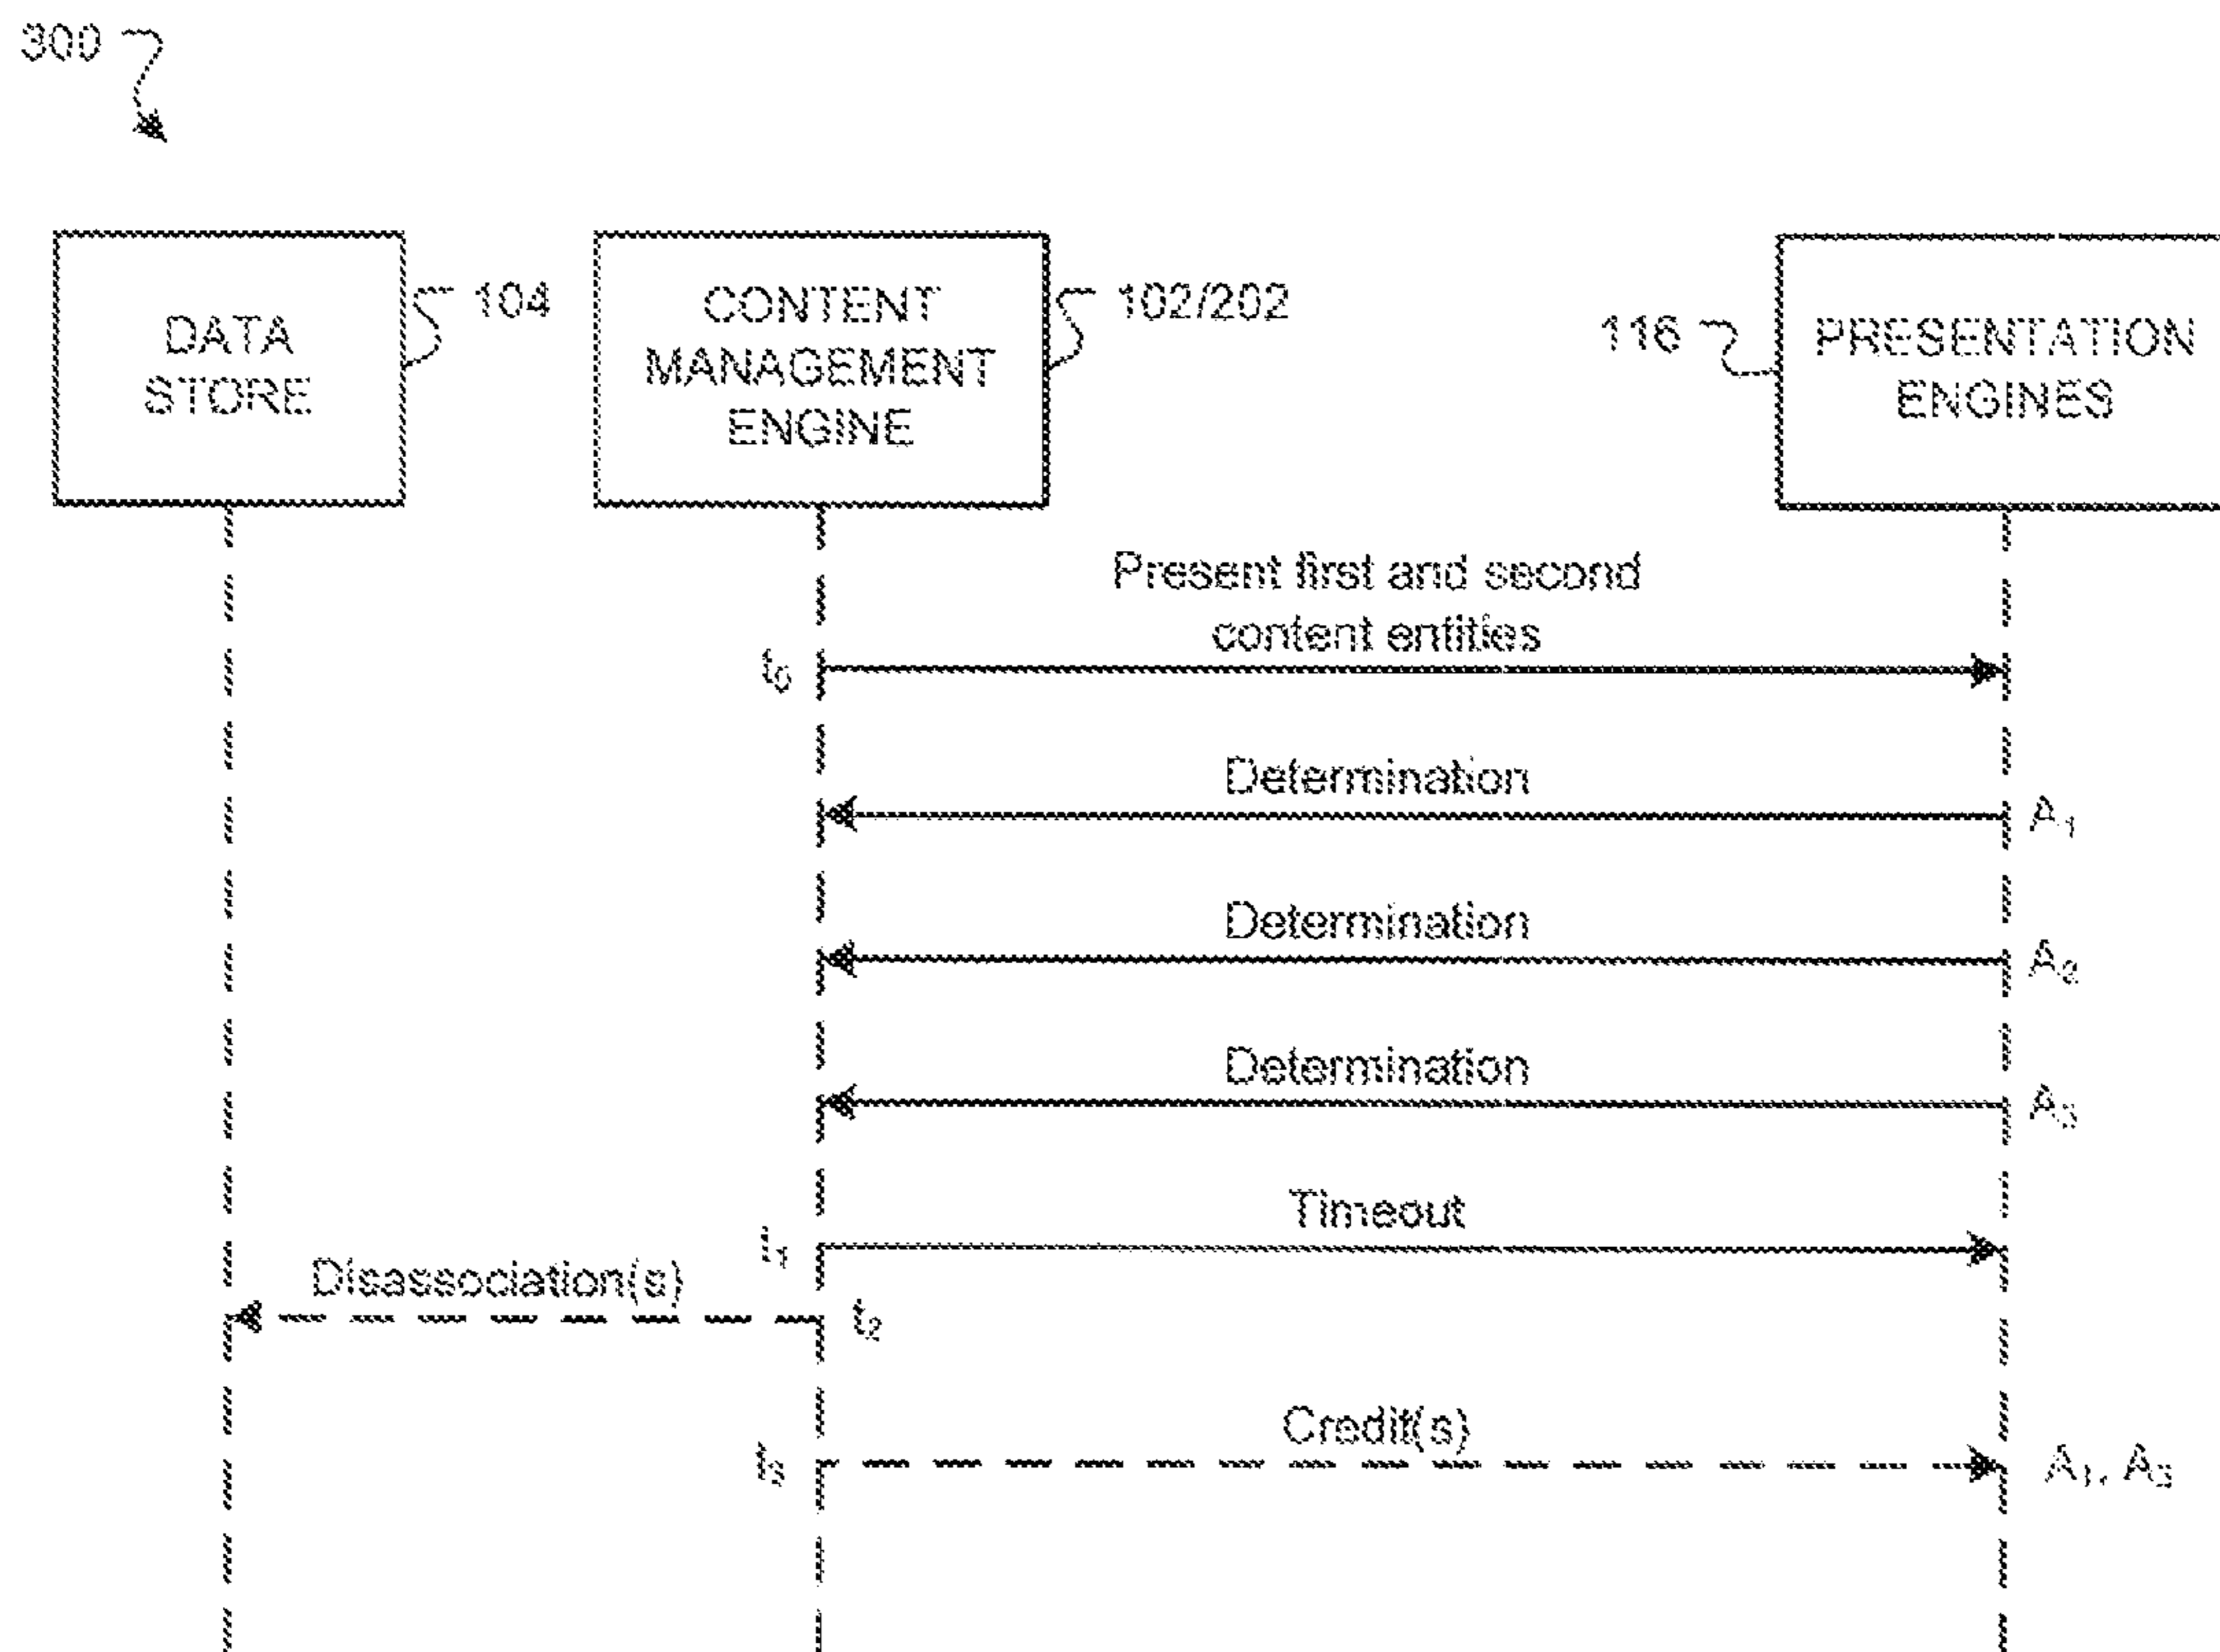 300
DATA
STORE
104
CONTENT
MANAGEMENT
ENGINE
102/202
116
PRESENTATION
ENGINES
Present first and second
content entities
t₀
Determination
A₁
Determination
A₂
Determination
A₃
Timeout
t₁
Disassociation(s)
t₂
Credit(s)
t₃
A₁, A₃